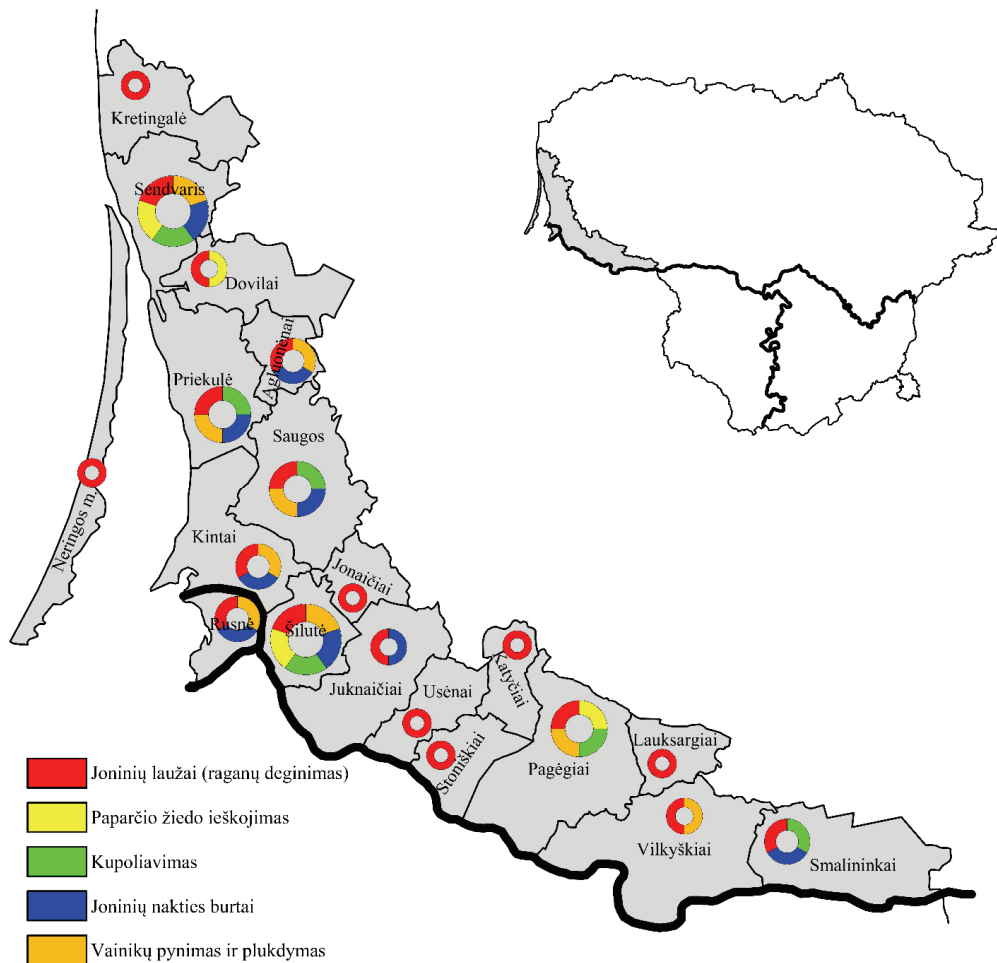 Kretingalė
Sendvaris
Dovilai
Agluonėnai
Priekulė
Saugos
Neringos m.
Kintai
Jonaičiai
Rusnė
Šilutė
Juknaičiai
Usėnai
Katyčiai
Stoniškiai
Pagėgiai
Lauksargiai
Vilkyškiai
Smalininkai
Joninių laužai (raganų deginimas)
Paparčio žiedo ieškojimas
Kupoliavimas
Joninių nakties burtai
Vainikų pynimas ir plukdymas